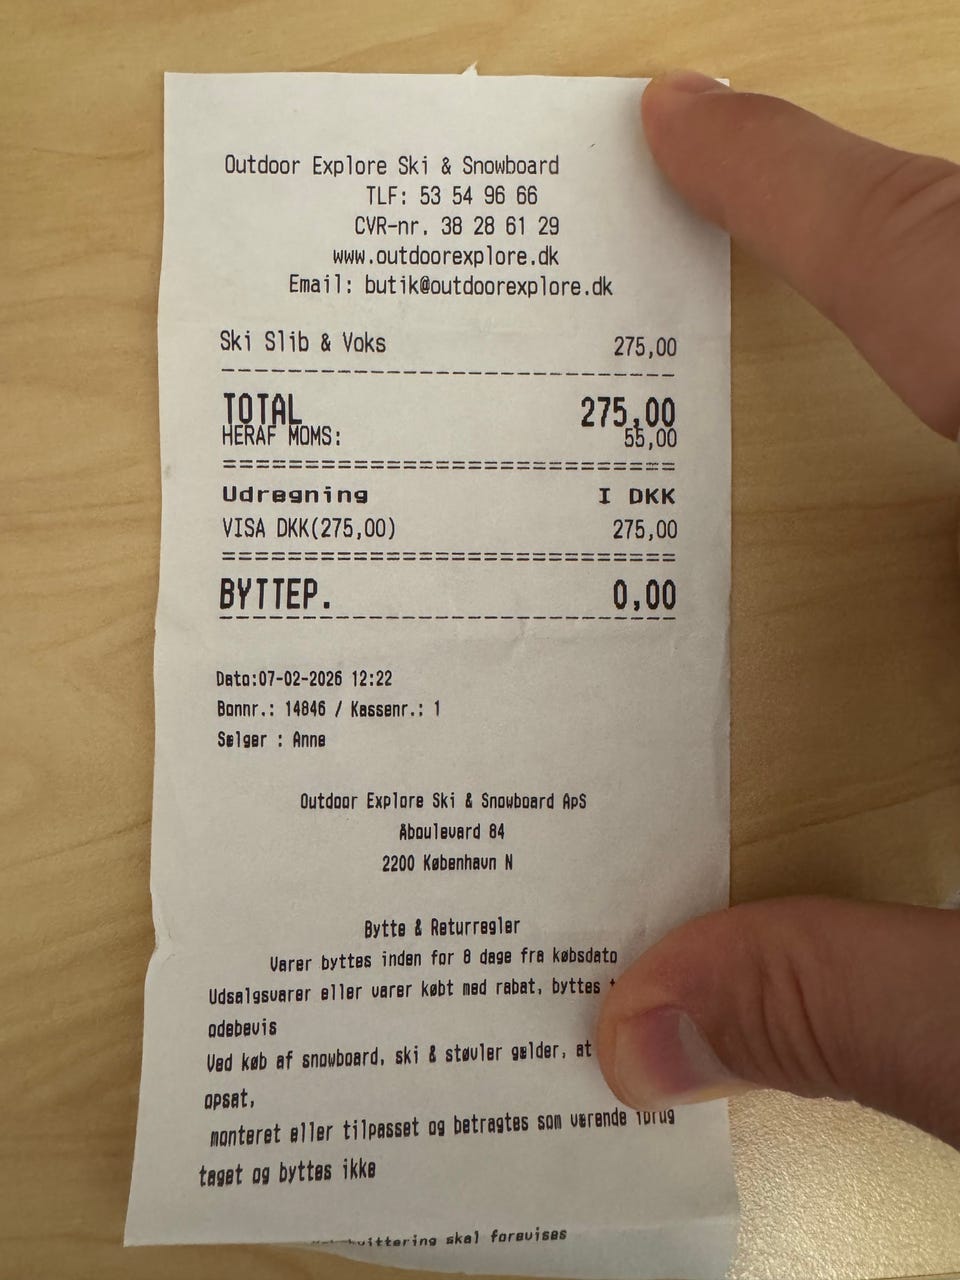 Outdoor Explore Ski & Snowboard
TLF: 53 54 96 66
CVR-nr. 38 28 61 29
www.outdoorexplore.dk
Email: butik@outdoorexplore.dk
Ski Slib & Voks 275,00
TOTAL 275,00
HERAF MOMS: 55,00
Udregning I DKK
VISA DKK(275,00) 275,00
BYTTEP. 0,00
Dato:07-02-2026 12:22
Bonnr.: 14846 / Kassenr.: 1
Sælger : Anne
Outdoor Explore Ski & Snowboard ApS
Åboulevard 84
2200 København N
Bytte & Returregler
Varer byttes inden for 8 dage fra købsdato
Udsalgsvarer eller varer købt med rabat, byttes
odebevis
Ved køb af snowboard, ski & støvler gælder, at
opsat,
monteret eller tilpasset og betragtes som værende ibrug
taget og byttes ikke
skal forevises